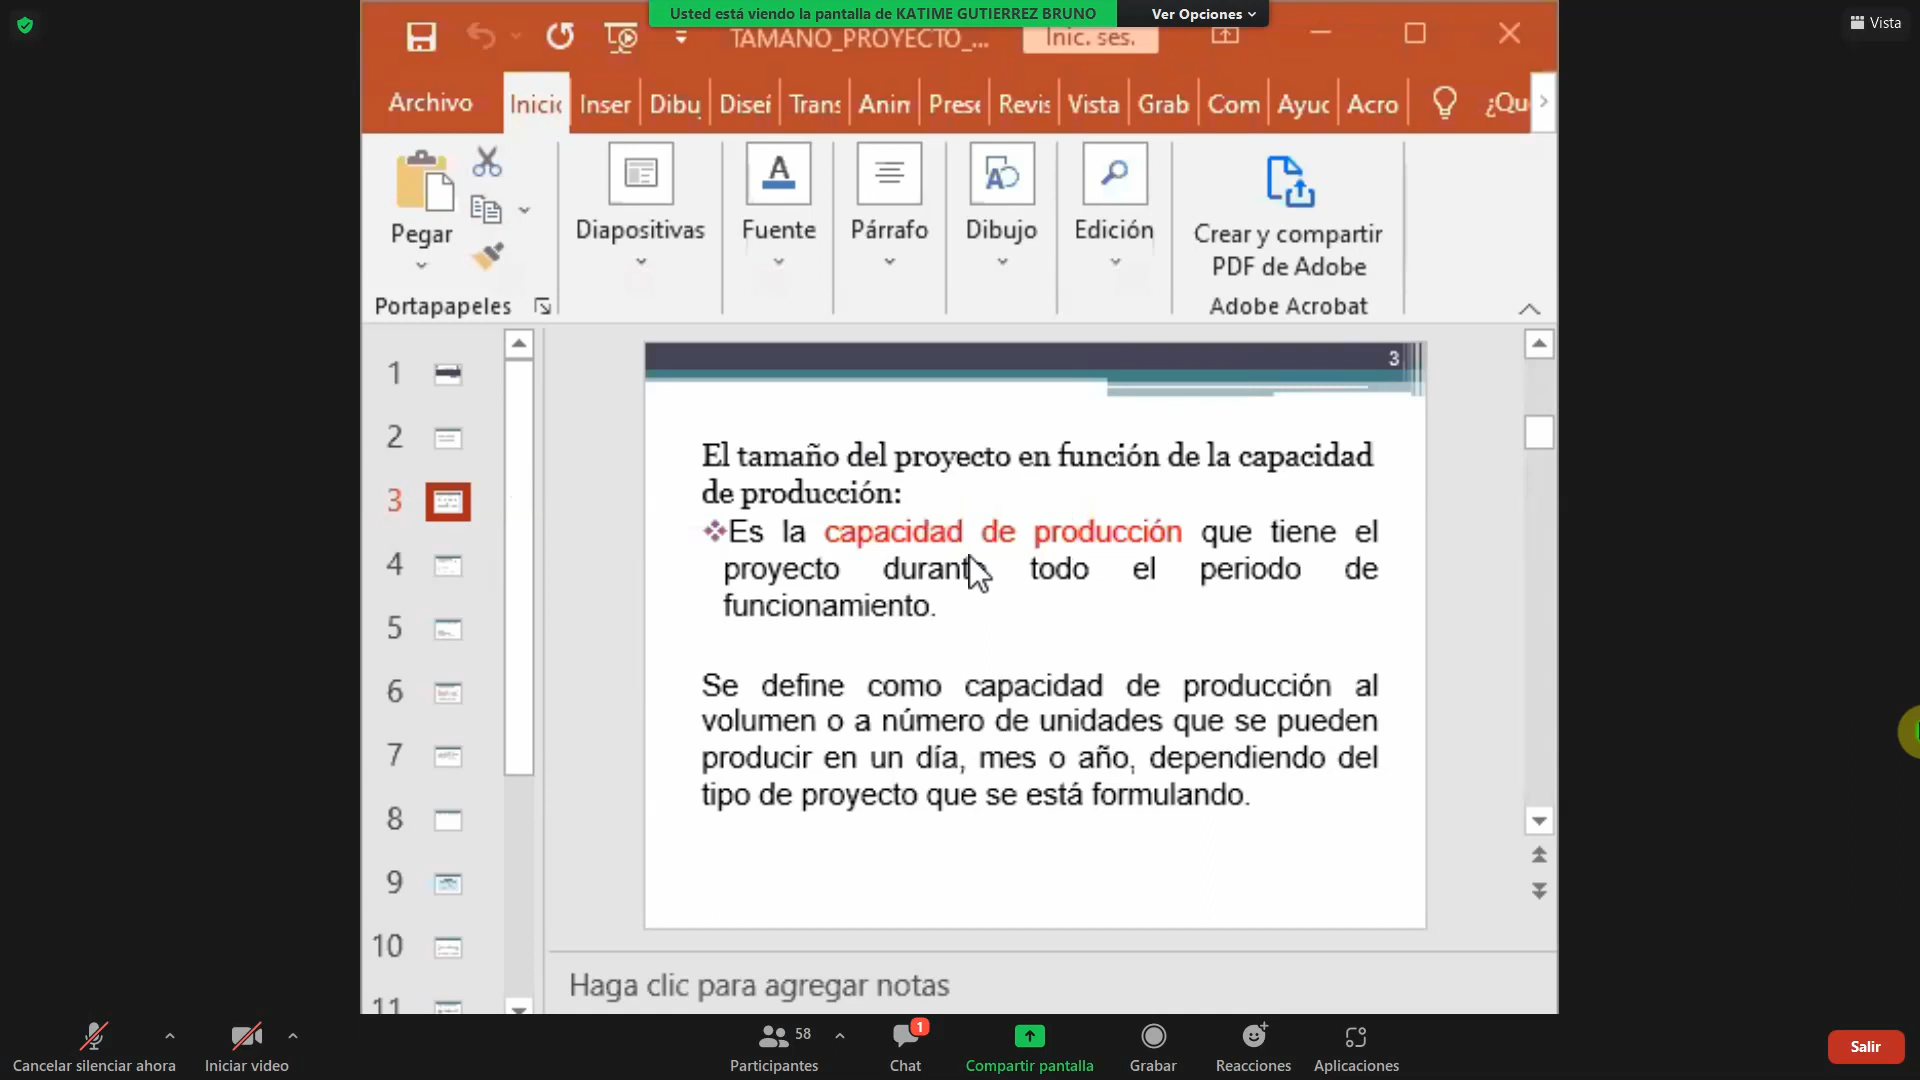 Usted está viendo la pantalla de KATIME GUTIERREZ BRUNO
Ver Opciones
Vista
TAMANO_PROYECTO_...
Inic. ses.
Archivo
Inicio
Inser
Dibu
Diseí
Trans
Anin
Prese
Revis
Vista
Grab
Com
Ayuc
Acro
¿Qu
Pegar
Portapapeles
Diapositivas
Fuente
Párrafo
Dibujo
Edición
Crear y compartir
PDF de Adobe
Adobe Acrobat
1
2
3
4
5
6
7
8
9
10
11
3
El tamaño del proyecto en función de la capacidad
de producción:
Es la capacidad de producción que tiene el
proyecto durante todo el periodo de
funcionamiento.
Se define como capacidad de producción al
volumen o a número de unidades que se pueden
producir en un día, mes o año, dependiendo del
tipo de proyecto que se está formulando.
Haga clic para agregar notas
Cancelar silenciar ahora
Iniciar video
58
Participantes
1
Chat
Compartir pantalla
Grabar
Reacciones
Aplicaciones
Salir